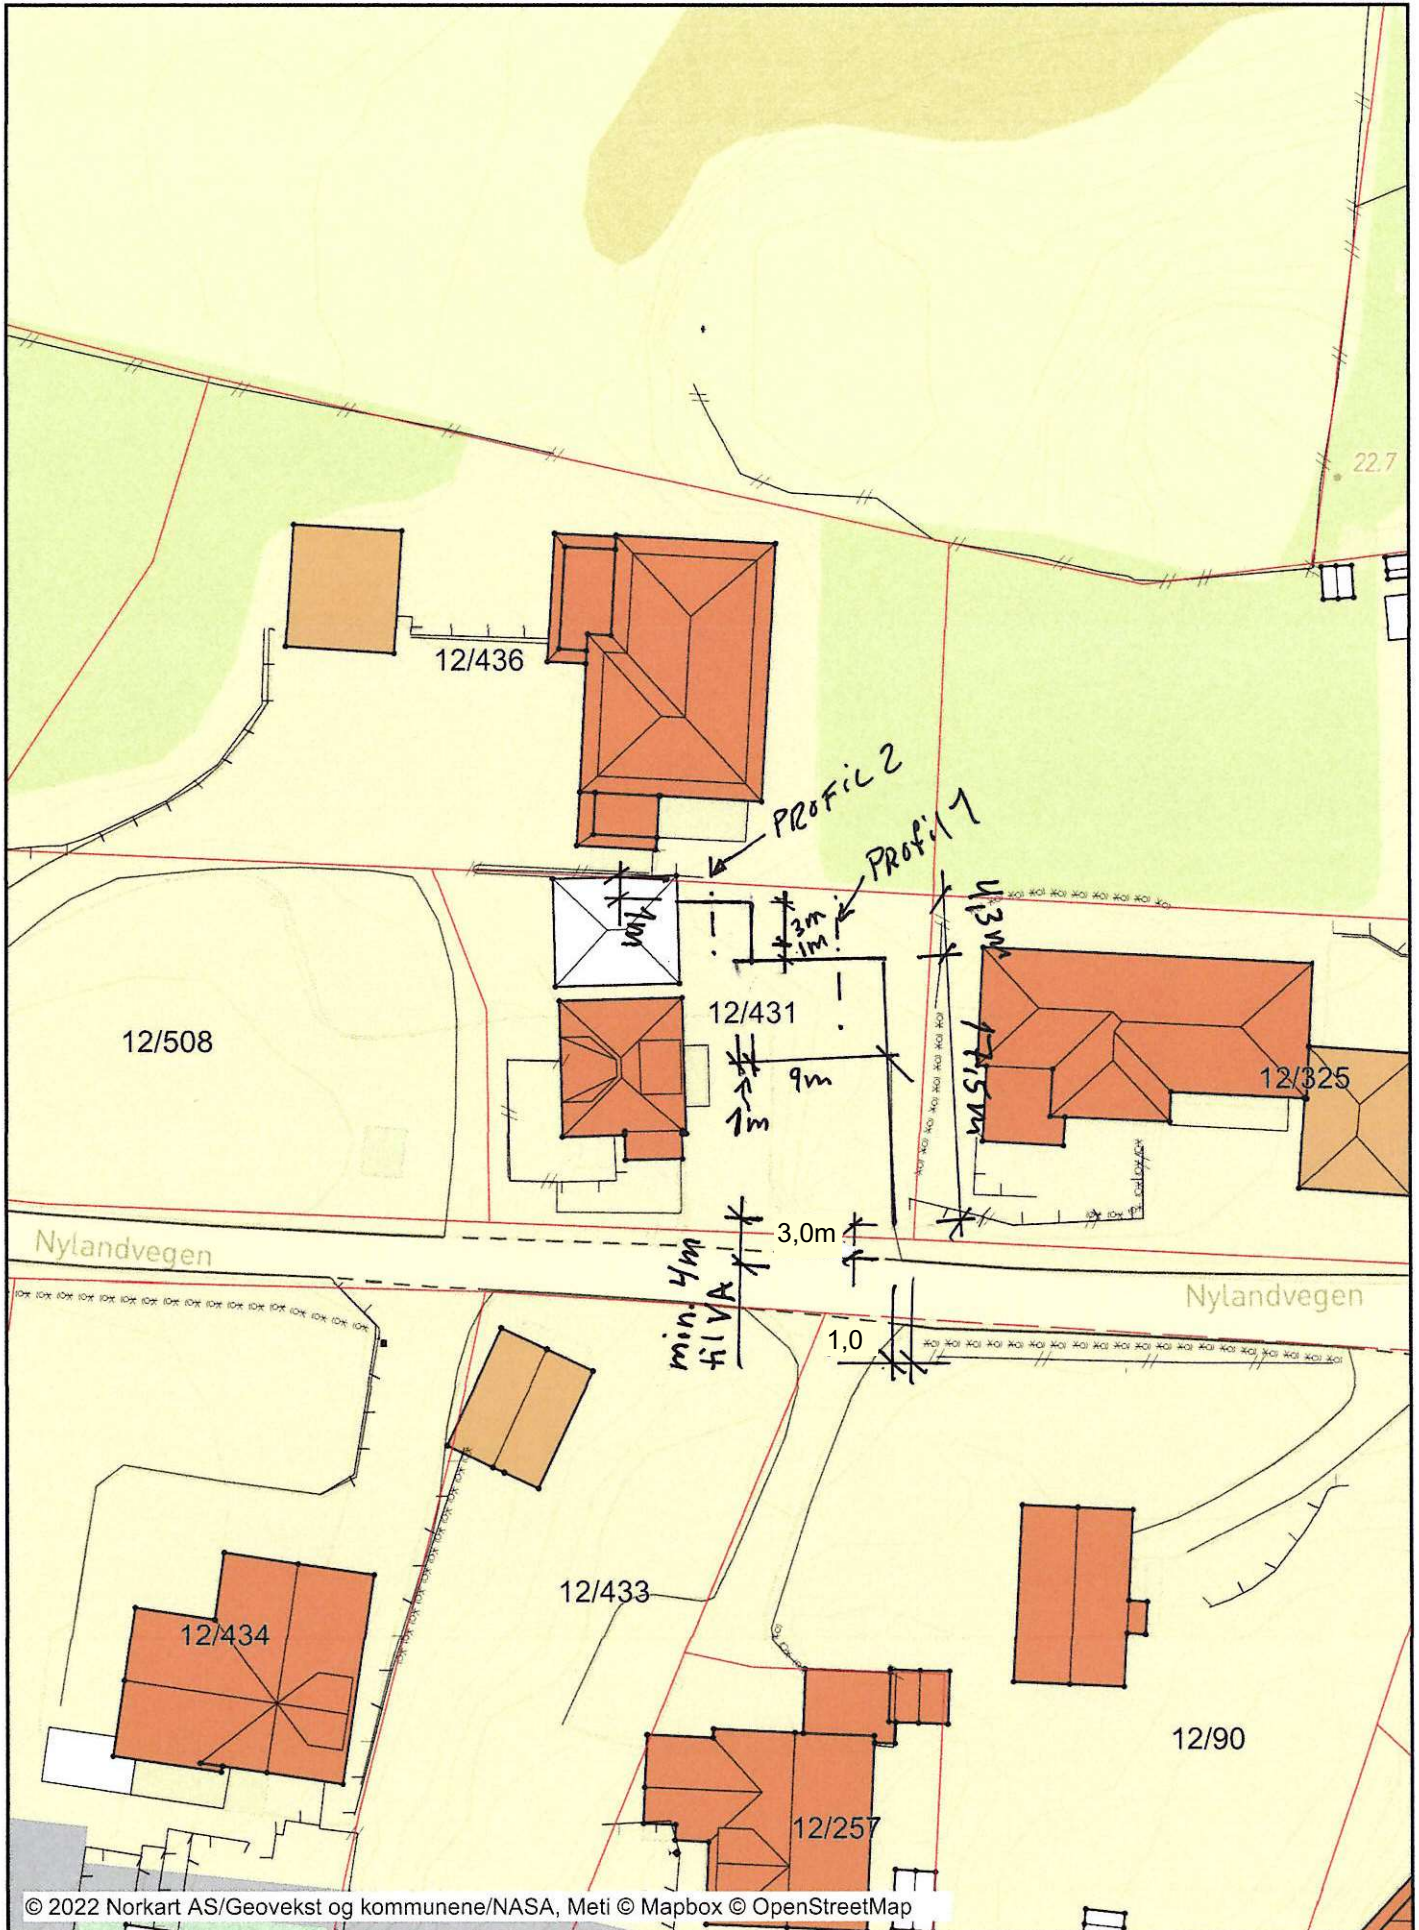 22.7
12/436
PROFIL 2
PROfil 1
1m
3m
1m
4,3m
12/431
12/508
9m
1m
17,5m
12/325
3,0m
Nylandvegen
min. 4m
til VA
Nylandvegen
1,0
12/433
12/434
12/90
12/257
© 2022 Norkart AS/Geovekst og kommunene/NASA, Meti © Mapbox © OpenStreetMap